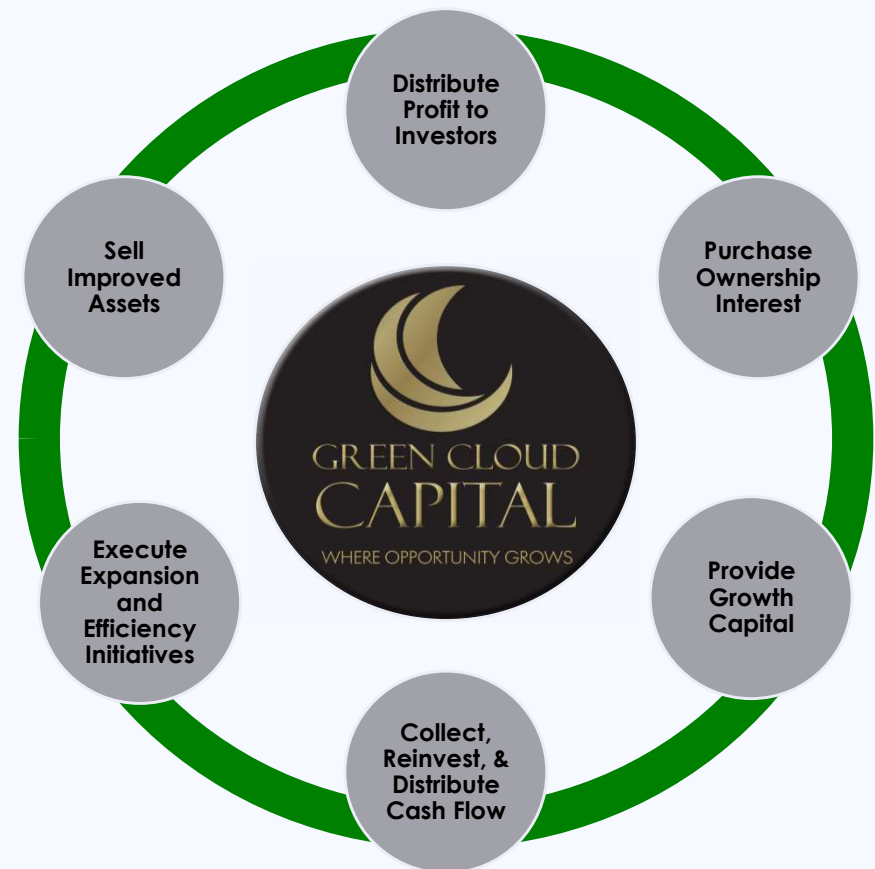 Distribute
Profit to
Investors
Purchase
Ownership
Interest
Provide
Growth
Capital
Collect,
Reinvest, &
Distribute
Cash Flow
Execute
Expansion
and
Efficiency
Initiatives
Sell
Improved
Assets
GREEN CLOUD
CAPITAL
WHERE OPPORTUNITY GROWS